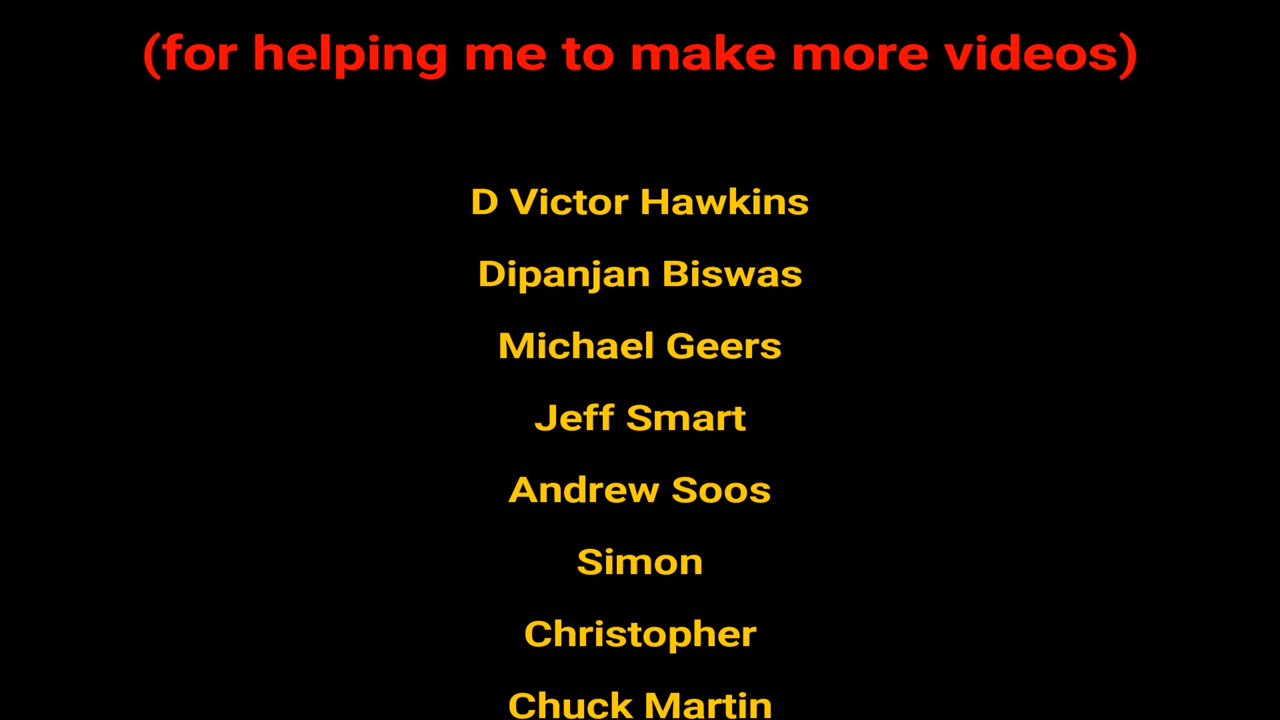 (for helping me to make more videos)
D Victor Hawkins
Dipanjan Biswas
Michael Geers
Jeff Smart
Andrew Soos
Simon
Christopher
Chuck Martin